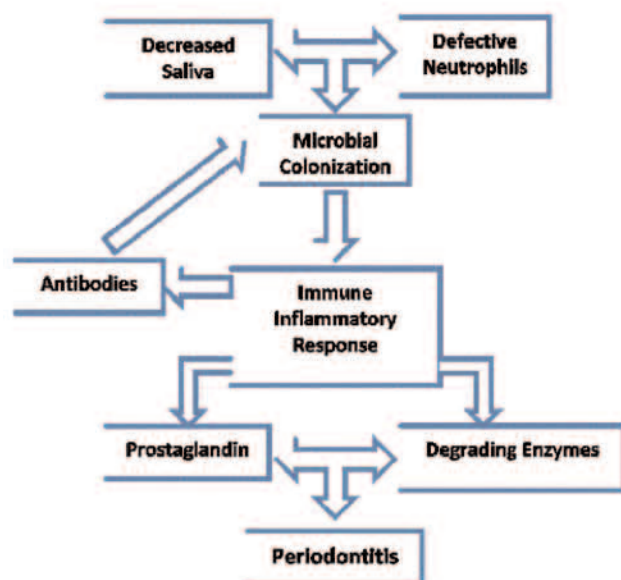 Decreased
Saliva
Defective
Neutrophils
Microbial
Colonization
Antibodies
Immune
Inflammatory
Response
Prostaglandin
Degrading Enzymes
Periodontitis